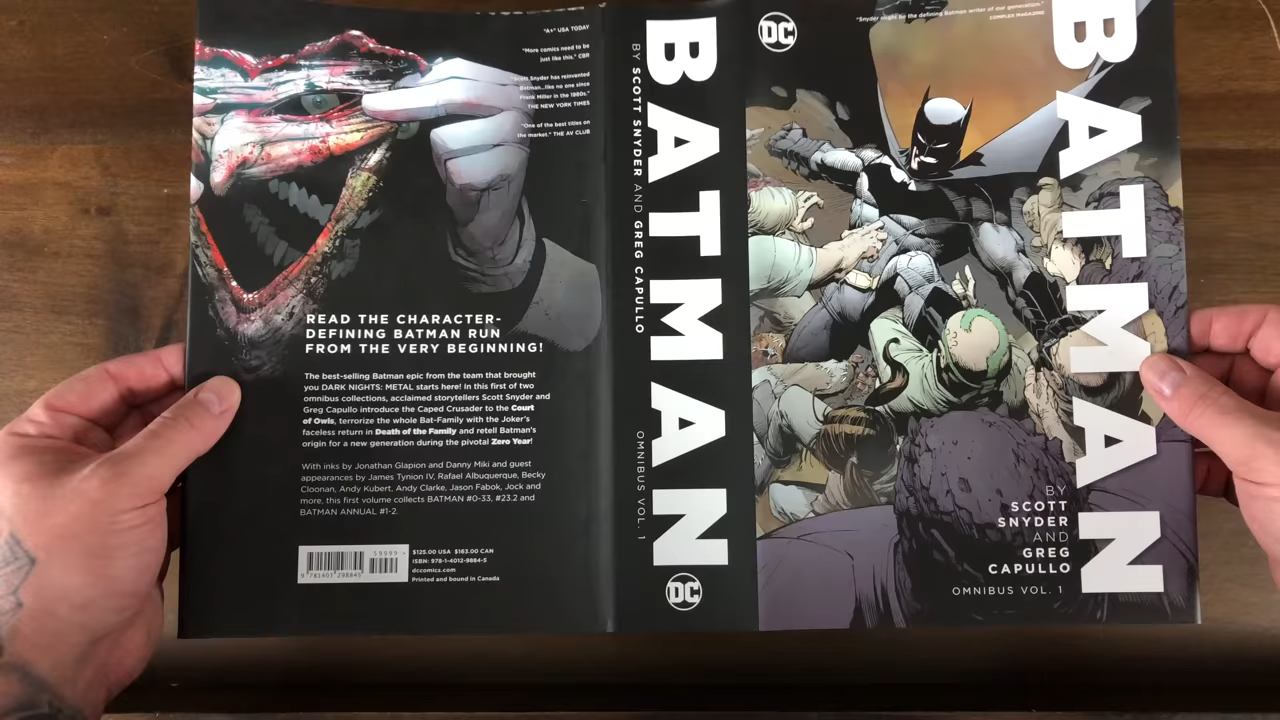 "A+" USA TODAY
"More comics need to be
just like this." CBR
"Scott Snyder has reinvented
Batman...like no one since
Frank Miller in the 1980s."
THE NEW YORK TIMES
"One of the best titles on
the market." THE AV CLUB
READ THE CHARACTER-
DEFINING BATMAN RUN
FROM THE VERY BEGINNING!
The best-selling Batman epic from the team that brought
you DARK NIGHTS: METAL starts here! In this first of two
omnibus collections, acclaimed storytellers Scott Snyder and
Greg Capullo introduce the Caped Crusader to the Court
of Owls, terrorize the whole Bat-Family with the Joker's
faceless return in Death of the Family and retell Batman's
origin for a new generation during the pivotal Zero Year!
With inks by Jonathan Glapion and Danny Miki and guest
appearances by James Tynion IV, Rafael Albuquerque, Becky
Cloonan, Andy Kubert, Andy Clarke, Jason Fabok, Jock and
more, this first volume collects BATMAN #0-33, #23.2 and
BATMAN ANNUAL #1-2.
59999
9 781401 298845
$125.00 USA $163.00 CAN
ISBN: 978-1-4012-9884-5
dccomics.com
Printed and bound in Canada
BATMAN
BY SCOTT SNYDER AND GREG CAPULLO
OMNIBUS VOL. 1
DC
DC
"Snyder might be the defining Batman writer of our generation."
COMPLEX MAGAZINE
BATMAN
BY
SCOTT
SNYDER
AND
GREG
CAPULLO
OMNIBUS VOL. 1